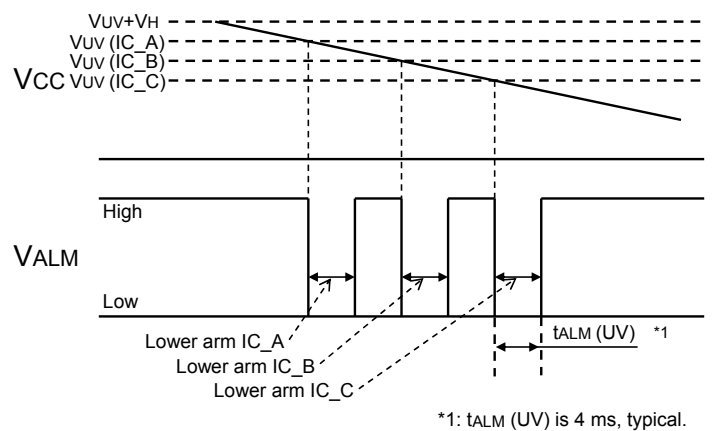 VUV+VH
VUV (IC_A)
VUV (IC_B)
VCC VUV (IC_C)
High
VALM
Low
Lower arm IC_A
tALM (UV) *1
Lower arm IC_B
Lower arm IC_C
*1: tALM (UV) is 4 ms, typical.